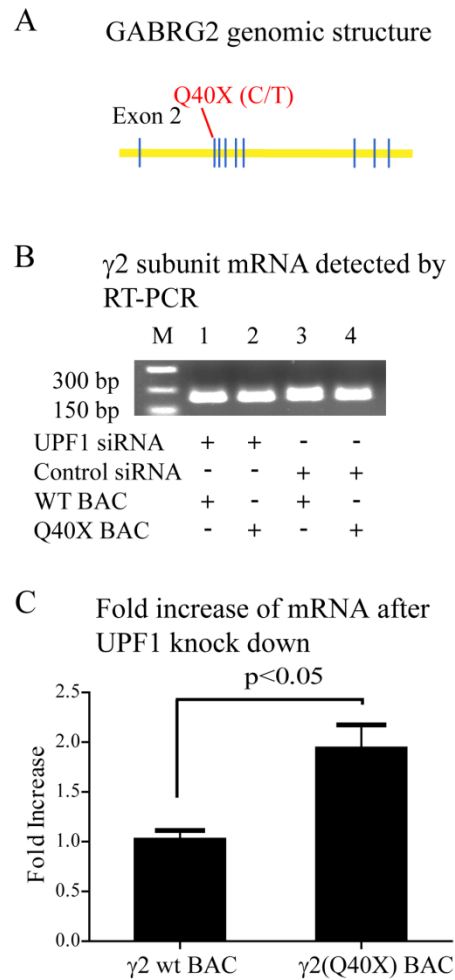 A
GABRG2 genomic structure
Q40X (C/T)
Exon 2
B
γ2 subunit mRNA detected by
RT-PCR
M 1 2 3 4
300 bp
150 bp
UPF1 siRNA + + - -
Control siRNA - - + +
WT BAC + - + -
Q40X BAC - + - +
C
Fold increase of mRNA after
UPF1 knock down
p<0.05
2.5
2.0
1.5
1.0
0.5
0.0
Fold Increase
γ2 wt BAC γ2(Q40X) BAC